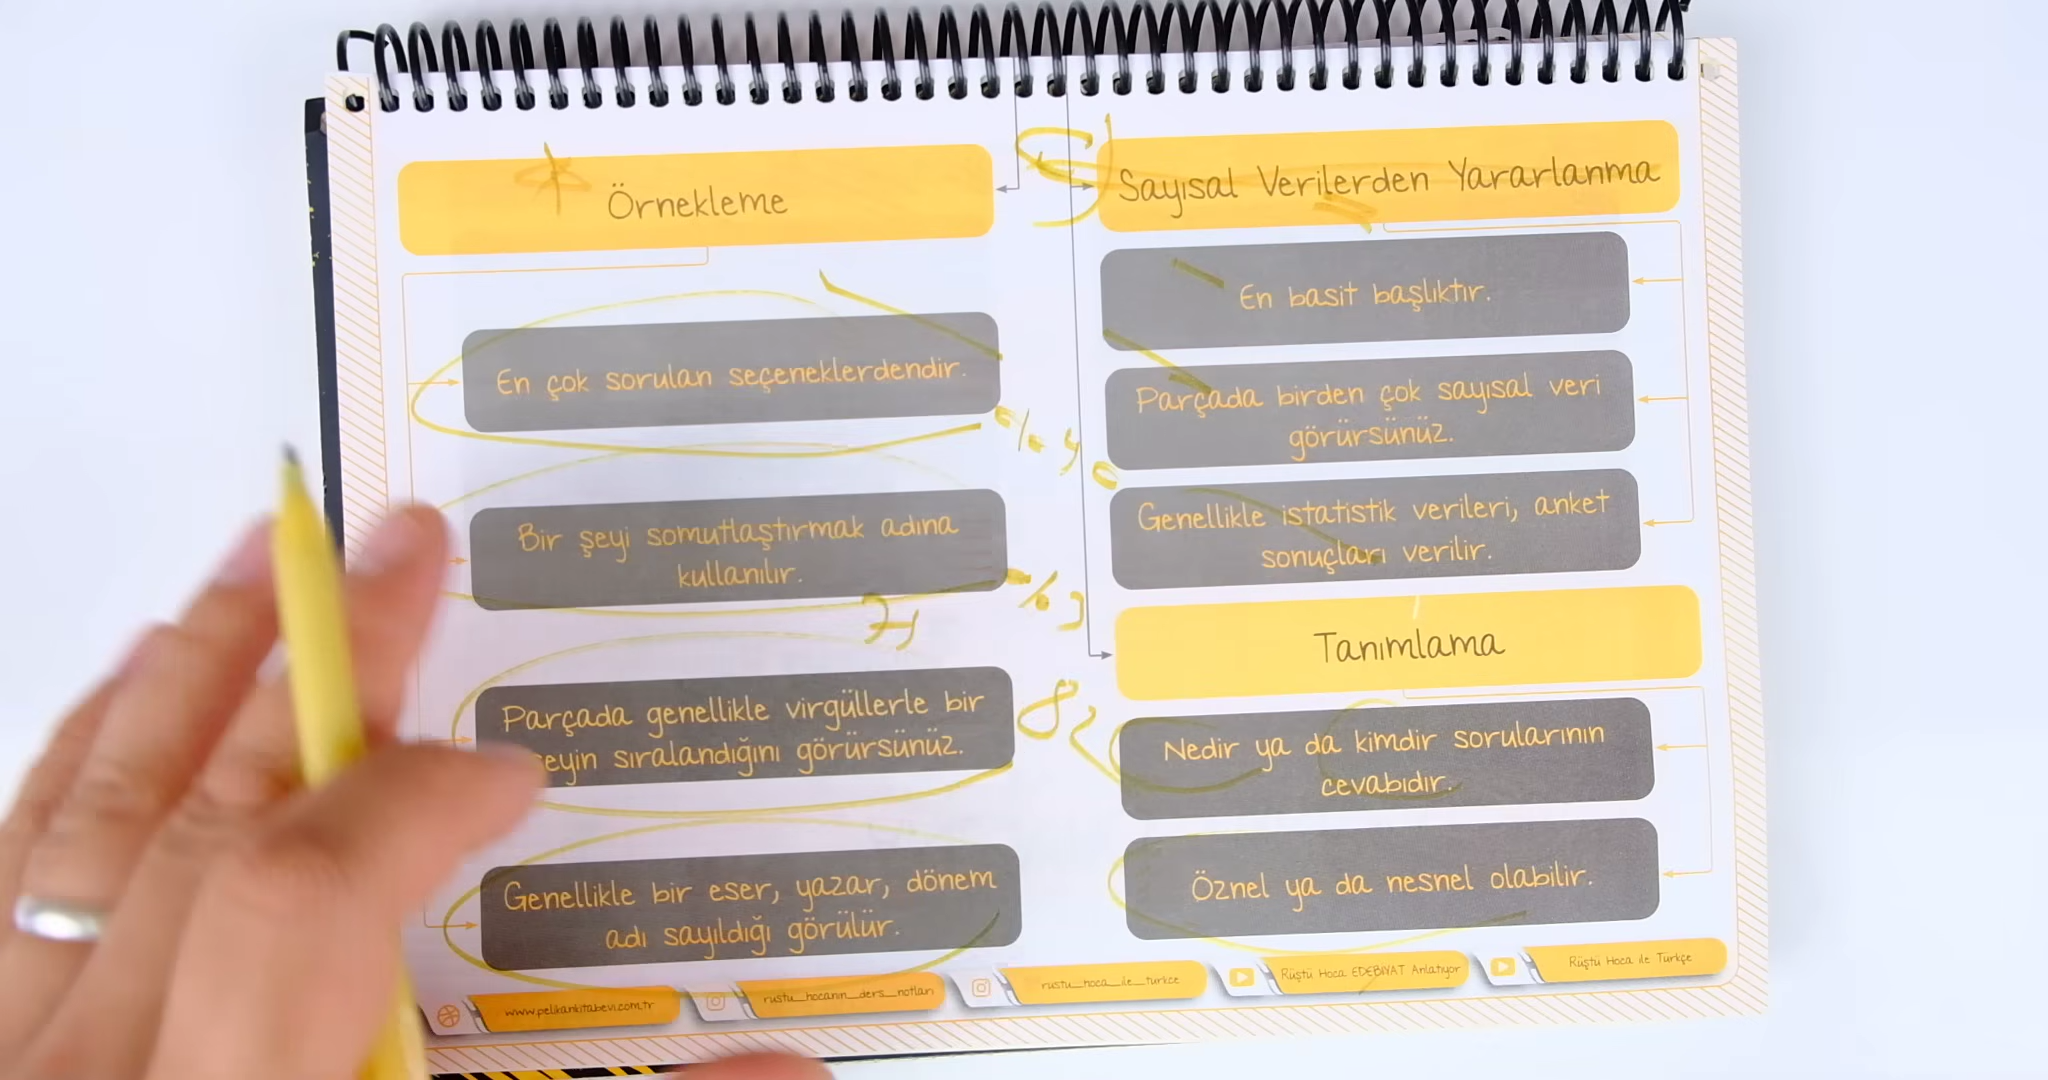 Örnekleme
En çok sorulan seçeneklerdendir.
Bir şeyi somutlaştırmak adına
kullanılır.
Parçada genellikle virgüllerle bir
şeyin sıralandığını görürsünüz.
Genellikle bir eser, yazar, dönem
adı sayıldığı görülür.
Sayısal Verilerden Yararlanma
En basit başlıktır.
Parçada birden çok sayısal veri
görürsünüz.
Genellikle istatistik verileri, anket
sonuçları verilir.
Tanımlama
Nedir ya da kimdir sorularının
cevabıdır.
Öznel ya da nesnel olabilir.
www.pelikankitabevi.com.tr
rustu_hocanın_ders_notları
rustu_hoca_ile_turkce
Rüştü Hoca EDEBİYAT Anlatıyor
Rüştü Hoca ile Türkçe